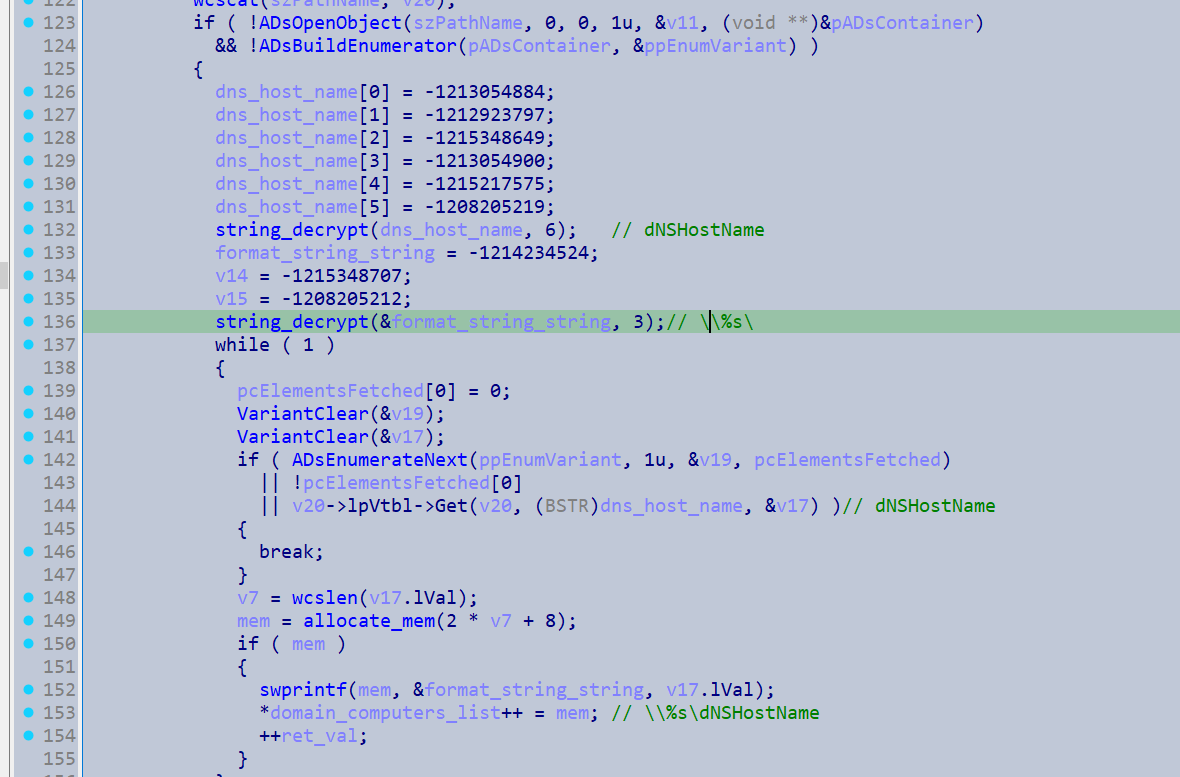 122 wcscat(szPathName, v20);
123 if ( !ADsOpenObject(szPathName, 0, 0, 1u, &v11, (void **)&pADsContainer)
124 && !ADsBuildEnumerator(pADsContainer, &ppEnumVariant) )
125 {
126 dns_host_name[0] = -1213054884;
127 dns_host_name[1] = -1212923797;
128 dns_host_name[2] = -1215348649;
129 dns_host_name[3] = -1213054900;
130 dns_host_name[4] = -1215217575;
131 dns_host_name[5] = -1208205219;
132 string_decrypt(dns_host_name, 6); // dNSHostName
133 format_string_string = -1214234524;
134 v14 = -1215348707;
135 v15 = -1208205212;
136 string_decrypt(&format_string_string, 3);// \\%s\
137 while ( 1 )
138 {
139 pcElementsFetched[0] = 0;
140 VariantClear(&v19);
141 VariantClear(&v17);
142 if ( ADsEnumerateNext(ppEnumVariant, 1u, &v19, pcElementsFetched)
143 || !pcElementsFetched[0]
144 || v20->lpVtbl->Get(v20, (BSTR)dns_host_name, &v17) )// dNSHostName
145 {
146 break;
147 }
148 v7 = wcslen(v17.lVal);
149 mem = allocate_mem(2 * v7 + 8);
150 if ( mem )
151 {
152 swprintf(mem, &format_string_string, v17.lVal);
153 *domain_computers_list++ = mem; // \\%s\dNSHostName
154 ++ret_val;
155 }